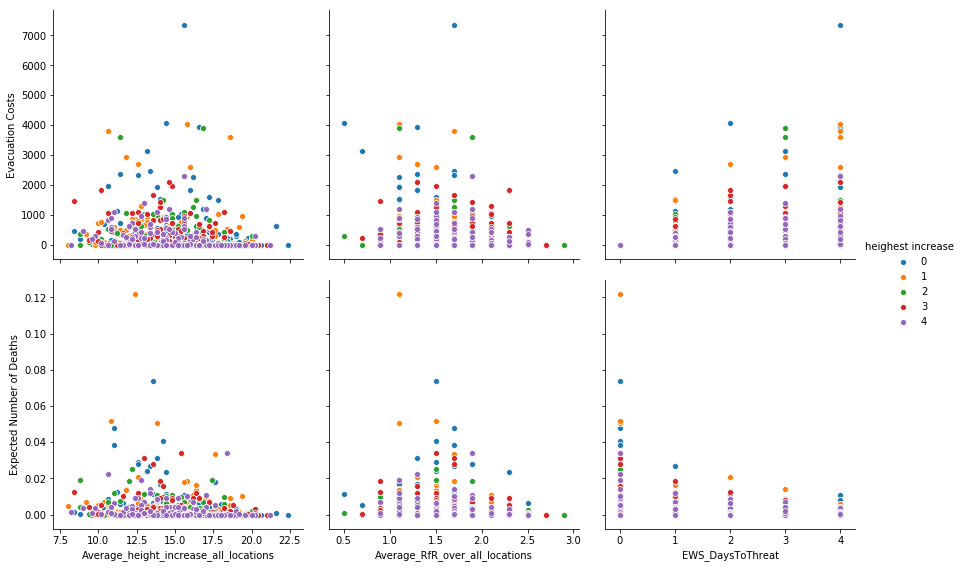 7000
6000
5000
4000
3000
2000
1000
0
Evacuation Costs
heighest increase
0
1
2
3
4
0.12
0.10
0.08
0.06
0.04
0.02
0.00
Expected Number of Deaths
7.5 10.0 12.5 15.0 17.5 20.0 22.5
Average_height_increase_all_locations
0.5 1.0 1.5 2.0 2.5 3.0
Average_RfR_over_all_locations
0 1 2 3 4
EWS_DaysToThreat